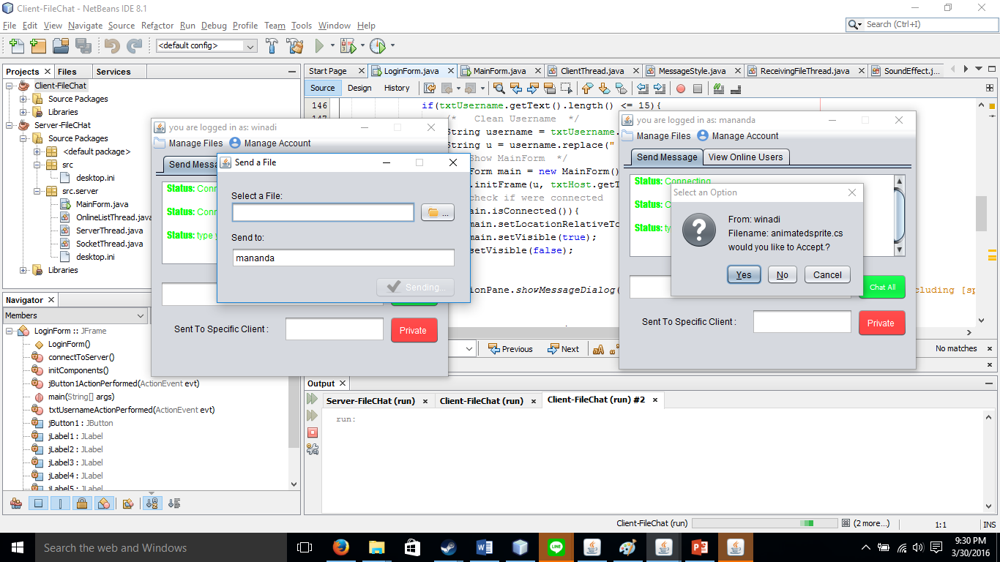 Client-FileChat - NetBeans IDE 8.1
File Edit View Navigate Source Refactor Run Debug Profile Team Tools Window Help
Search (Ctrl+I)
<default config>
Projects Files Services
Client-FileChat
Source Packages
Libraries
Server-FileCHat
Source Packages
<default package>
src
desktop.ini
src.server
MainForm.java
OnlineListThread.java
ServerThread.java
SocketThread.java
desktop.ini
Libraries
Navigator
Members
LoginForm :: JFrame
LoginForm()
connectToServer()
initComponents()
jButton1ActionPerformed(ActionEvent evt)
main(String[] args)
txtUsernameActionPerformed(ActionEvent evt)
jButton1 : JButton
jLabel1 : JLabel
jLabel2 : JLabel
jLabel3 : JLabel
jLabel4 : JLabel
jLabel5 : JLabel
Start Page LoginForm.java MainForm.java ClientThread.java MessageStyle.java ReceivingFileThread.java SoundEffect.j...
Source Design History
146 if(txtUsername.getText().length() <= 15){
147 /* Clean Username */
String username = txtUsername.
String u = username.replace("
Show MainForm */
Form main = new MainForm()
.initFrame(u, txtHost.getT
check if were connected
main.isConnected()){
main.setLocationRelativeTo
main.setVisible(true);
setVisible(false);
ionPane.showMessageDialog(
cluding [sp
you are logged in as: winadi
Manage Files Manage Account
Send Messa
Status: Conn
Status: Conn
Status: type y
Sent To Specific Client :
Private
Send a File
Select a File:
...
Send to:
mananda
Sending...
you are logged in as: mananda
Manage Files Manage Account
Send Message View Online Users
Status: Connecting
Status: C
Status: ty
Chat All
Sent To Specific Client :
Private
Select an Option
From: winadi
Filename: animatedsprite.cs
would you like to Accept.?
Yes No Cancel
Previous Next aA
No matches
Output
Server-FileCHat (run) Client-FileChat (run) Client-FileChat (run) #2
run:
Client-FileChat (run)
(2 more...)
1:1
INS
Search the web and Windows
9:30 PM
3/30/2016